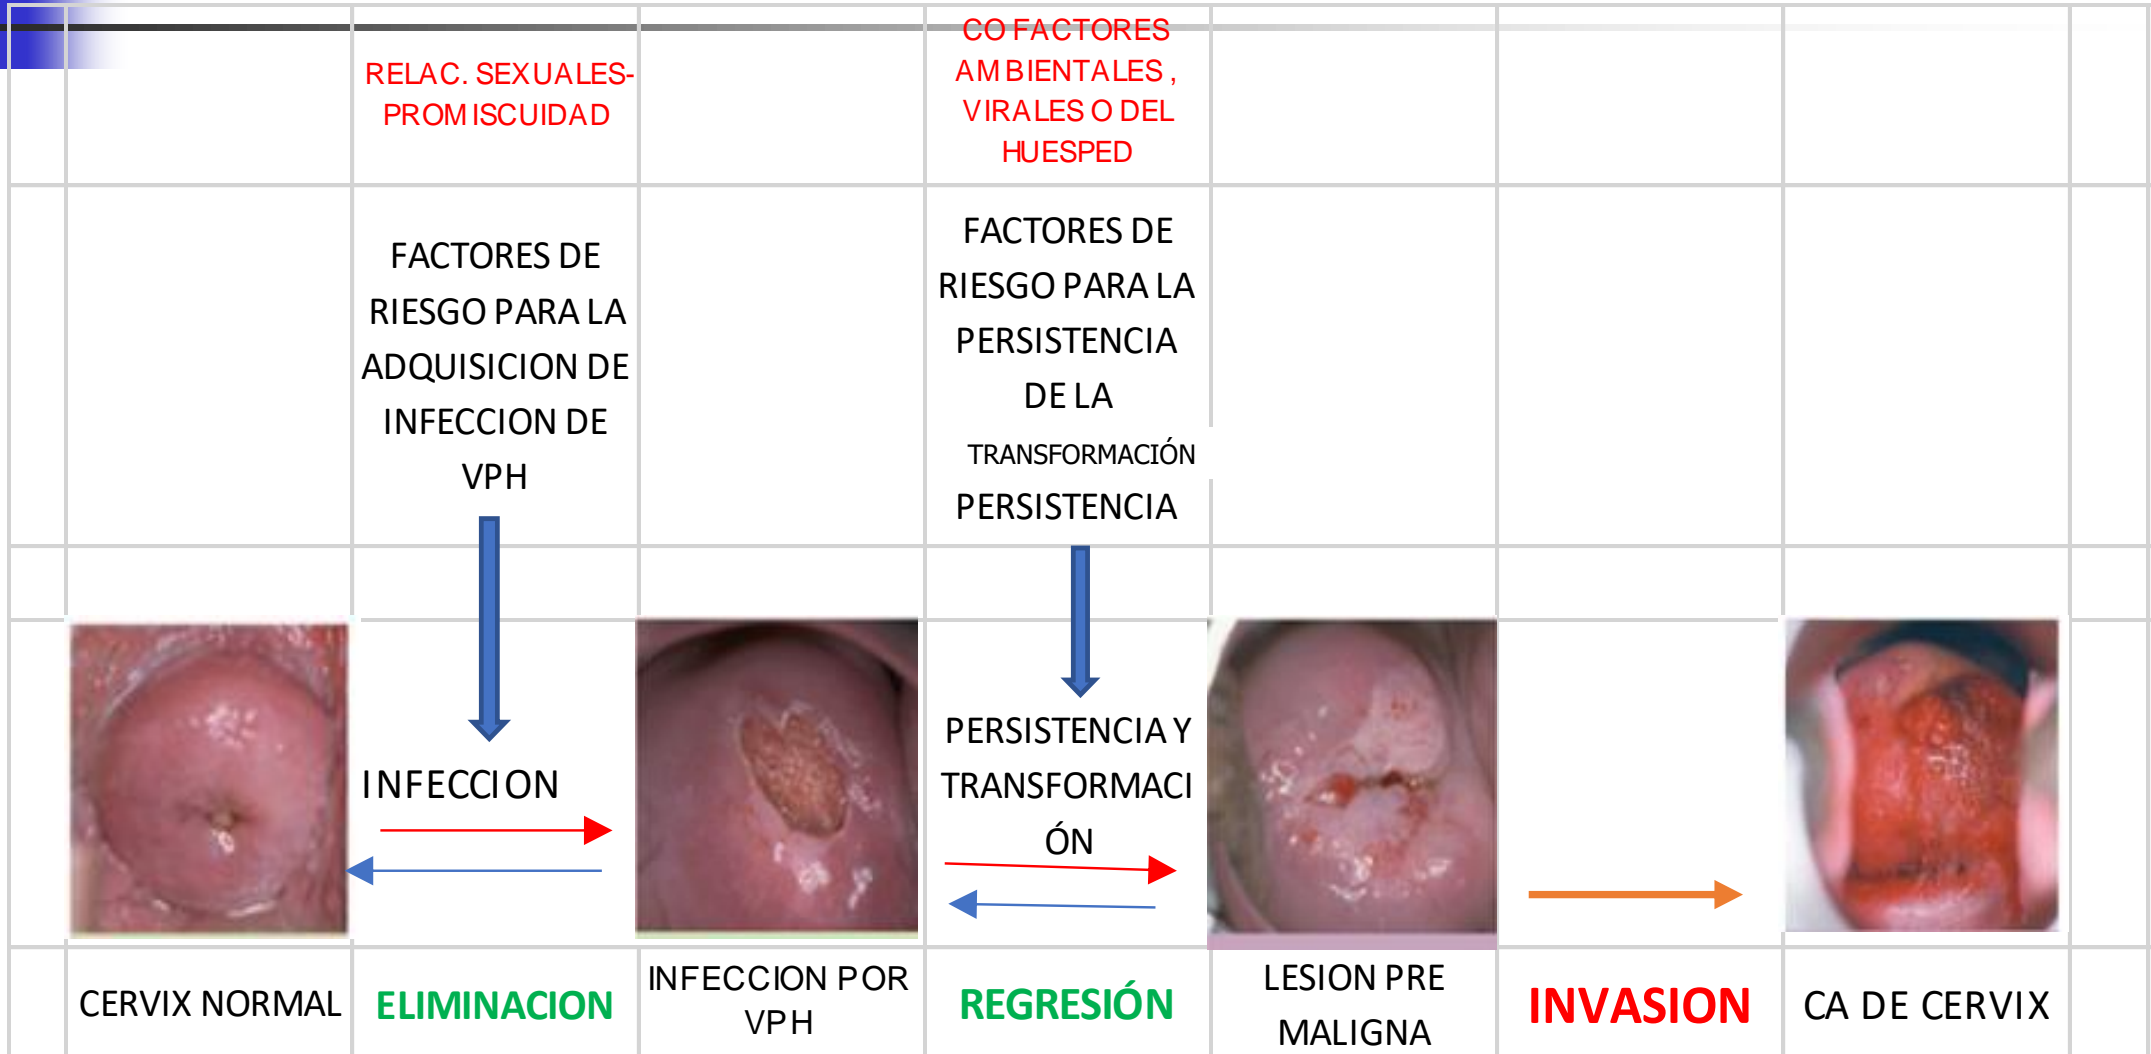 RELAC. SEXUALES-
PROMISCUIDAD
CO FACTORES
AMBIENTALES,
VIRALES O DEL
HUESPED
FACTORES DE
RIESGO PARA LA
ADQUISICION DE
INFECCION DE
VPH
FACTORES DE
RIESGO PARA LA
PERSISTENCIA
DE LA
TRANSFORMACIÓN
PERSISTENCIA
INFECCION
PERSISTENCIA Y
TRANSFORMACI
ÓN
CERVIX NORMAL
ELIMINACION
INFECCION POR
VPH
REGRESIÓN
LESION PRE
MALIGNA
INVASION
CA DE CERVIX